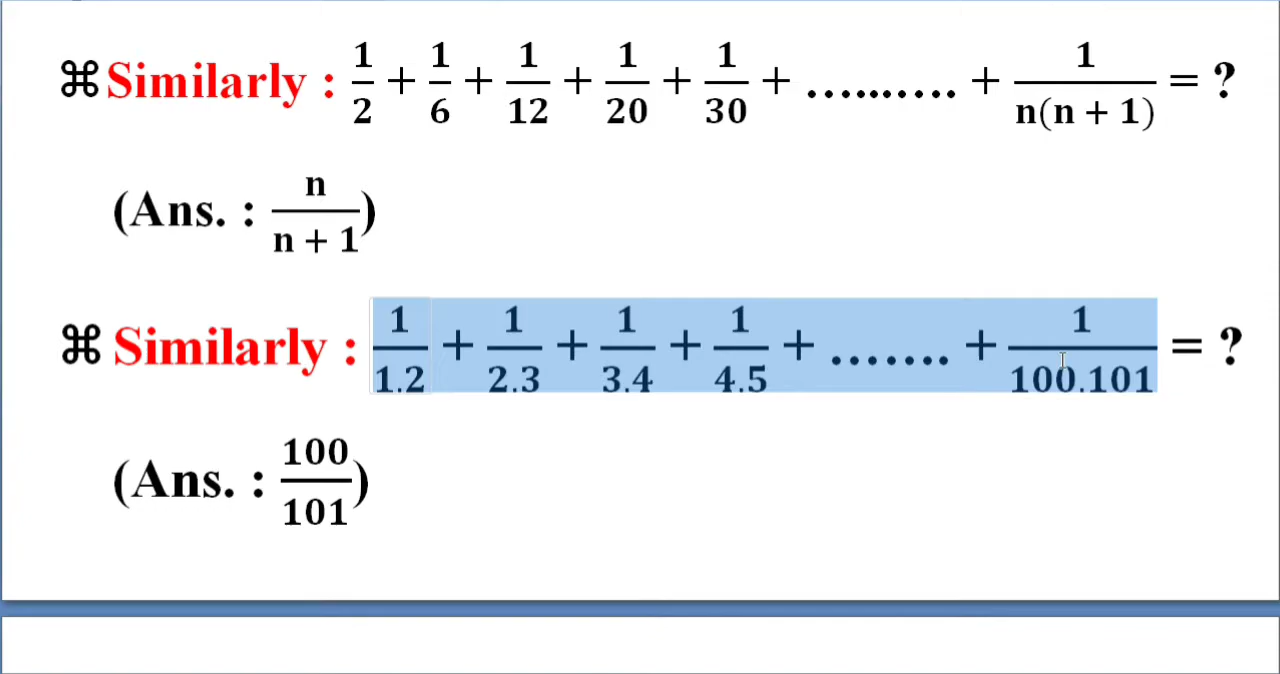 ⌘Similarly : 1/2 + 1/6 + 1/12 + 1/20 + 1/30 + …...…. + 1/n(n + 1) = ?
(Ans. : n/n + 1)
⌘ Similarly : 1/1.2 + 1/2.3 + 1/3.4 + 1/4.5 + ……. + 1/100.101 = ?
(Ans. : 100/101)